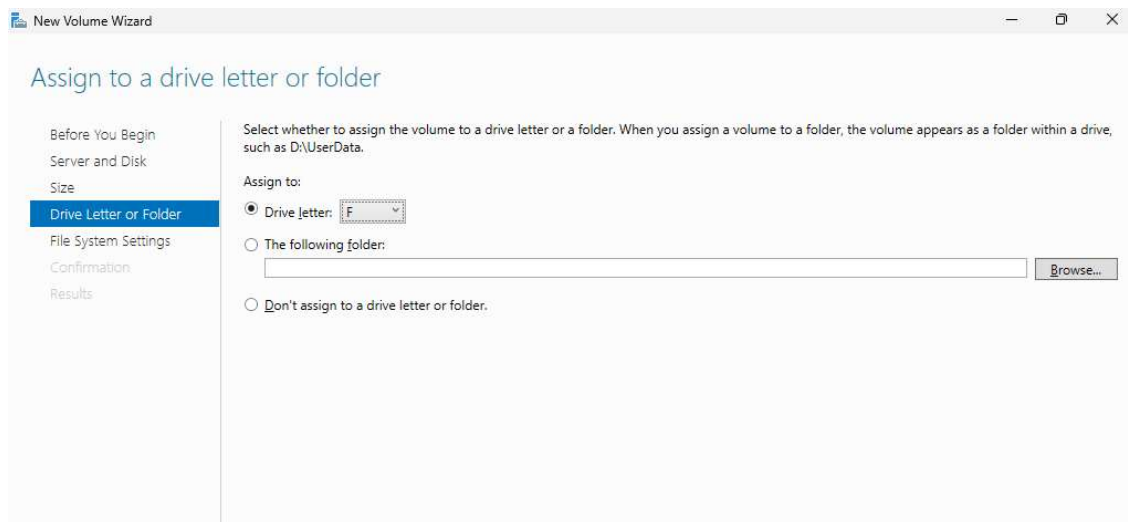 New Volume Wizard
Assign to a drive letter or folder
Before You Begin
Server and Disk
Size
Drive Letter or Folder
File System Settings
Confirmation
Results
Select whether to assign the volume to a drive letter or a folder. When you assign a volume to a folder, the volume appears as a folder within a drive,
such as D:\UserData.
Assign to:
Drive letter: F
The following folder:
Browse...
Don't assign to a drive letter or folder.